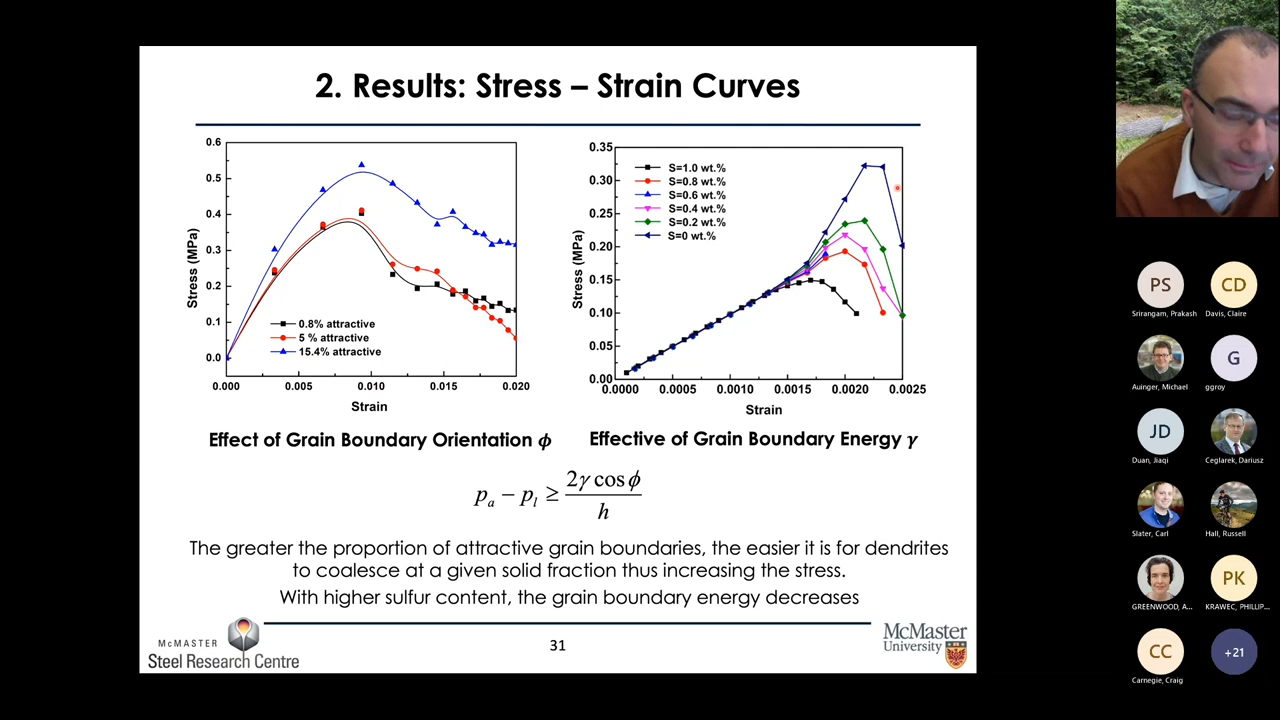 2. Results: Stress – Strain Curves
0.6
0.5
0.4
0.3
0.2
0.1
0.0
Stress (MPa)
0.8% attractive
5 % attractive
15.4% attractive
0.000 0.005 0.010 0.015 0.020
Strain
0.35
0.30
0.25
0.20
0.15
0.10
0.05
0.00
Stress (MPa)
S=1.0 wt.%
S=0.8 wt.%
S=0.6 wt.%
S=0.4 wt.%
S=0.2 wt.%
S=0 wt.%
0.0000 0.0005 0.0010 0.0015 0.0020 0.0025
Strain
Effect of Grain Boundary Orientation ϕ
Effective of Grain Boundary Energy γ
pₐ − pₗ ≥ 2γ cos ϕ / h
The greater the proportion of attractive grain boundaries, the easier it is for dendrites
to coalesce at a given solid fraction thus increasing the stress.
With higher sulfur content, the grain boundary energy decreases
McMASTER
Steel Research Centre
31
McMaster
University
PS
Srirangam, Prakash
CD
Davis, Claire
Auinger, Michael
G
ggroy
JD
Duan, Jiaqi
Ceglarek, Dariusz
Slater, Carl
Hall, Russell
GREENWOOD, A...
PK
KRAWEC, PHILLIP...
CC
Carnegie, Craig
+21